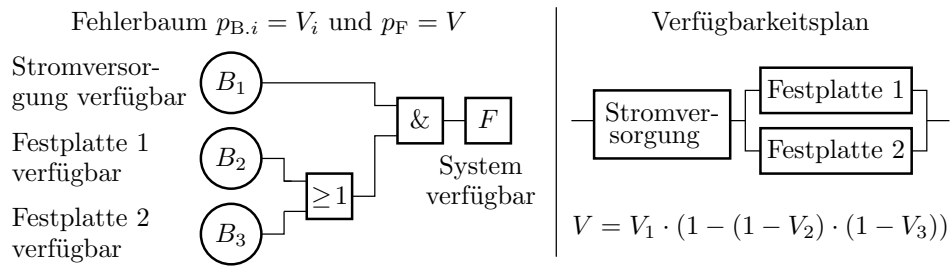 Fehlerbaum p_{B.i} = V_i und p_F = V
Stromversor-
gung verfügbar
B_1
Festplatte 1
verfügbar
B_2
Festplatte 2
verfügbar
B_3
≥1
&
F
System
verfügbar
Verfügbarkeitsplan
Stromver-
sorgung
Festplatte 1
Festplatte 2
V = V_1 · (1 − (1 − V_2) · (1 − V_3))